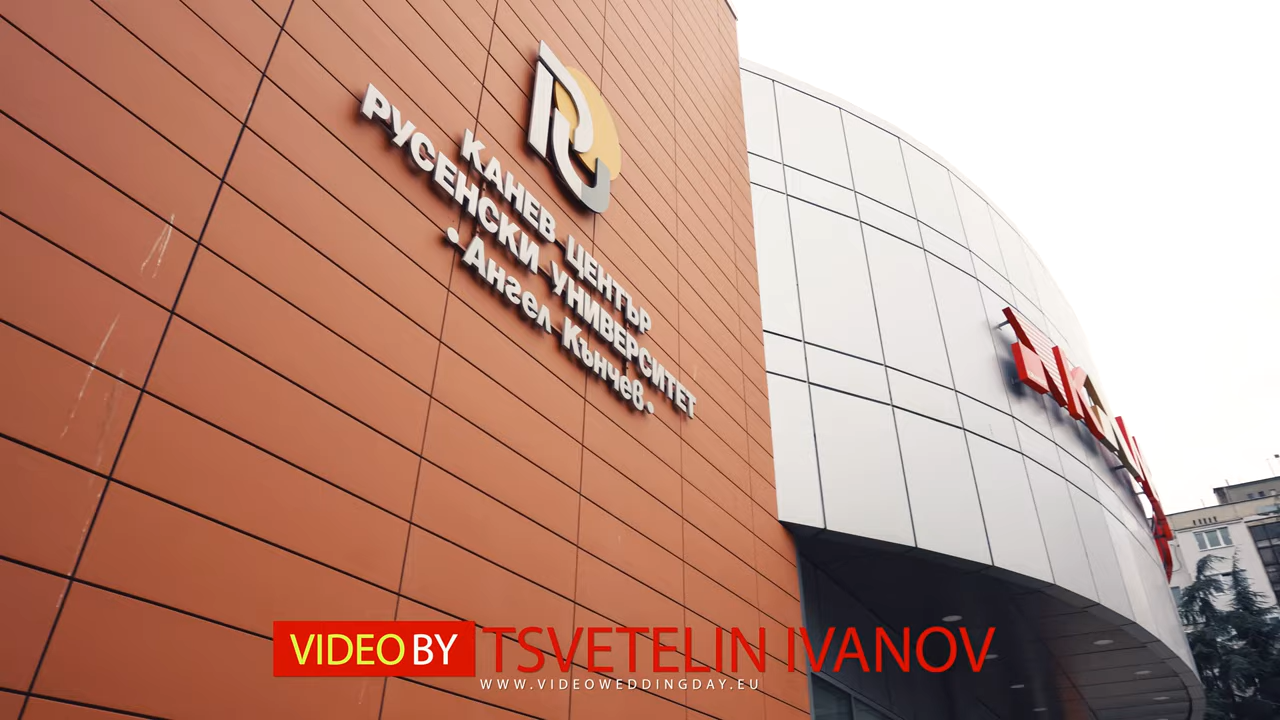 КАНЕВ ЦЕНТЪР
РУСЕНСКИ УНИВЕРСИТЕТ
•Ангел Кънчев•
VIDEO BY TSVETELIN IVANOV
WWW.VIDEOWEDDINGDAY.EU